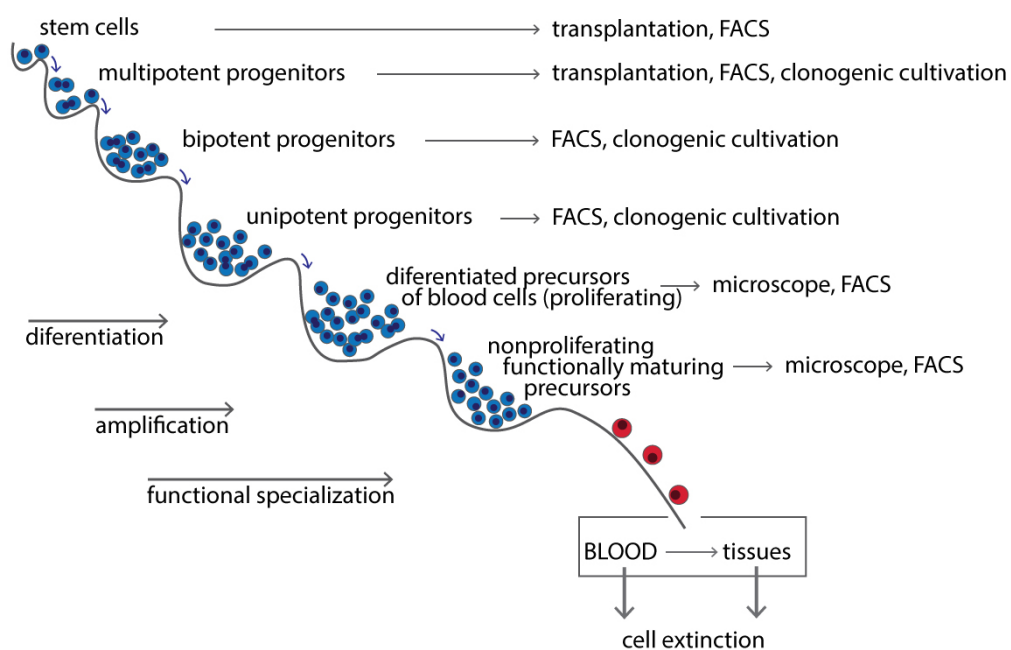 stem cells
transplantation, FACS
multipotent progenitors
transplantation, FACS, clonogenic cultivation
bipotent progenitors
FACS, clonogenic cultivation
unipotent progenitors
FACS, clonogenic cultivation
diferentiated precursors
of blood cells (proliferating)
microscope, FACS
diferentiation
nonproliferating
functionally maturing
precursors
microscope, FACS
amplification
functional specialization
BLOOD
tissues
cell extinction